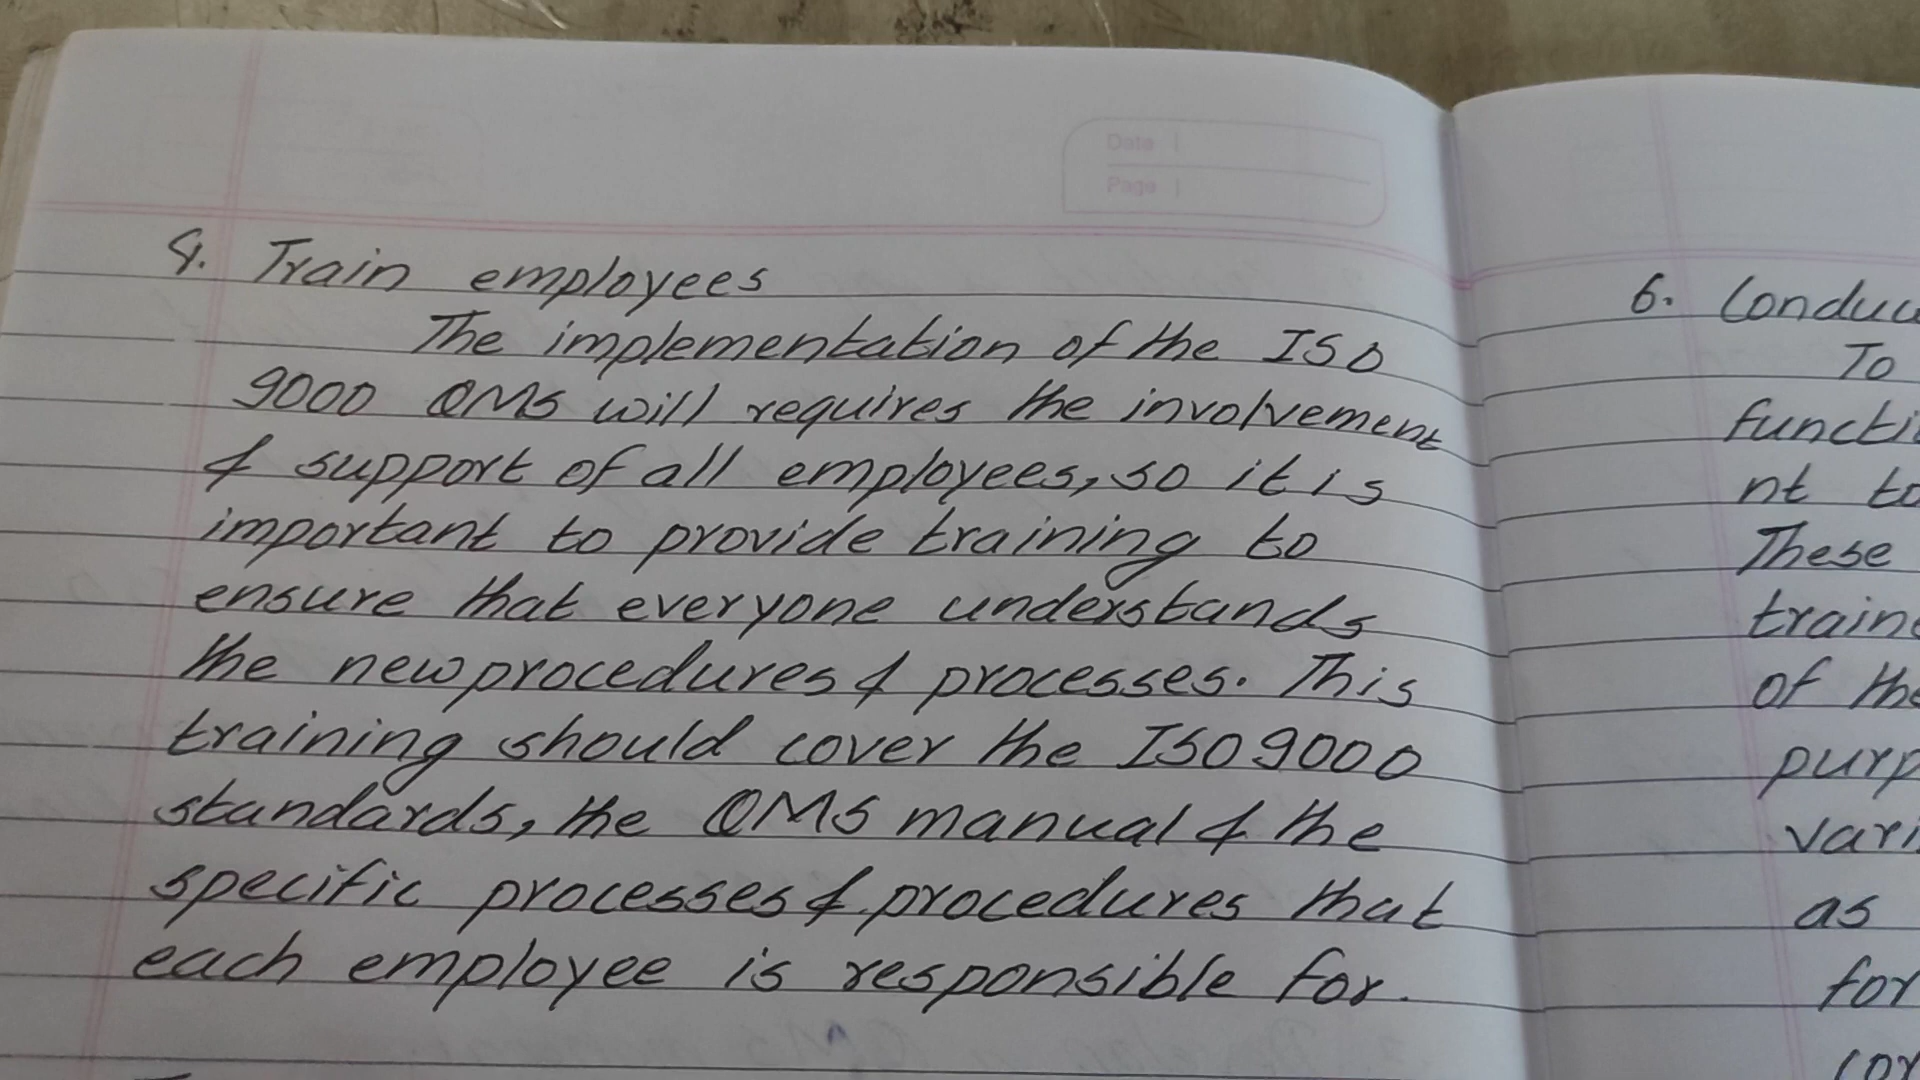 Date
Page
4. Train employees
The implementation of the ISO
9000 QMS will requires the involvement
& support of all employees, so it is
important to provide training to
ensure that everyone understands
the new procedures & processes. This
training should cover the ISO 9000
standards, the QMS manual & the
specific processes & procedures that
each employee is responsible for.
6. Conduc
To
functi
nt to
These
traine
of the
purp
vari
as
for